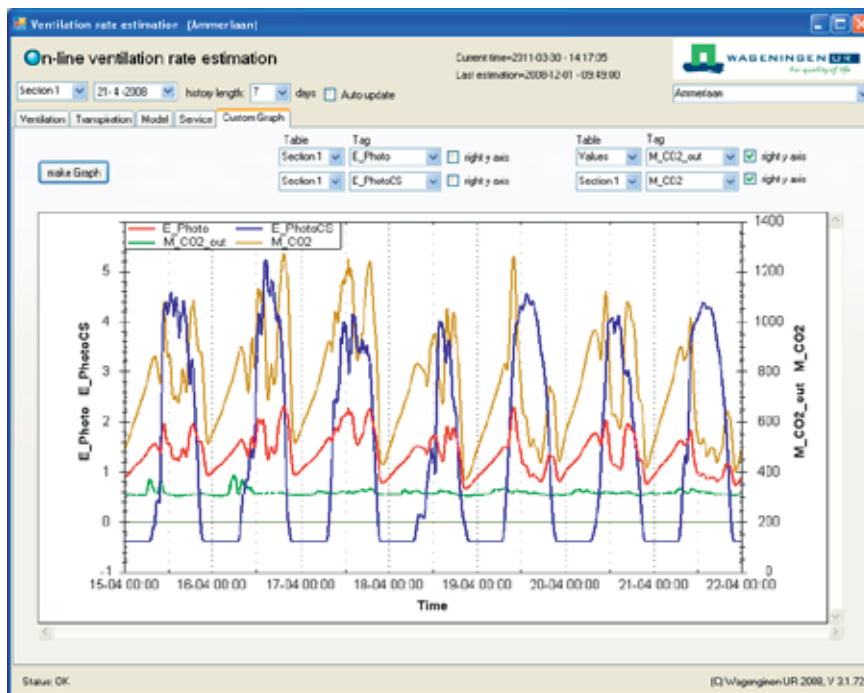 Ventilation rate estimation (Ammerlaan)
On-line ventilation rate estimation
Current time=2011-03-30 - 14:17:05
Last estimation=2008-12-01 - 09:49:00
WAGENINGEN UR
For quality of life
Section 1 21-4-2008 history length: 7 days Auto update
Ammerlaan
Ventilation Transpiration Model Service Custom Graph
Table Tag Table Tag
Section 1 E_Photo right y axis Values M_CO2_out right y axis
make Graph
Section 1 E_PhotoCS right y axis Section 1 M_CO2 right y axis
E_Photo E_PhotoCS
M_CO2_out M_CO2
1400
5 1200
4 1000
3 800
2 600
1 400
0 200
-1 0
E_Photo E_PhotoCS
M_CO2_out M_CO2
15-04 00:00 16-04 00:00 17-04 00:00 18-04 00:00 19-04 00:00 20-04 00:00 21-04 00:00 22-04 00:00
Time
Status: OK
(C) Wageningen UR 2008, V 3.1.72